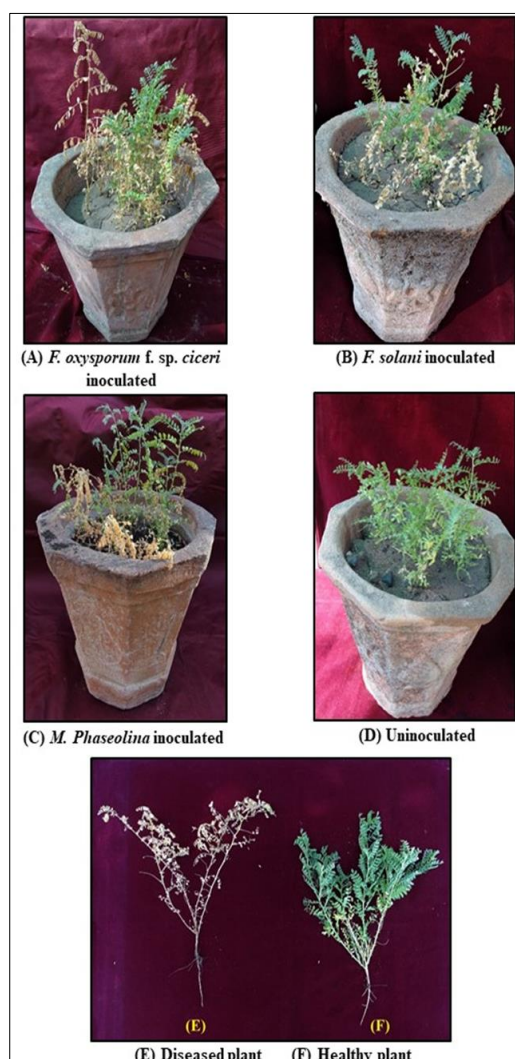 (A) F. oxysporum f. sp. ciceri
inoculated
(B) F. solani inoculated
(C) M. Phaseolina inoculated
(D) Uninoculated
(E)
(F)
(E) Diseased plant (F) Healthy plant